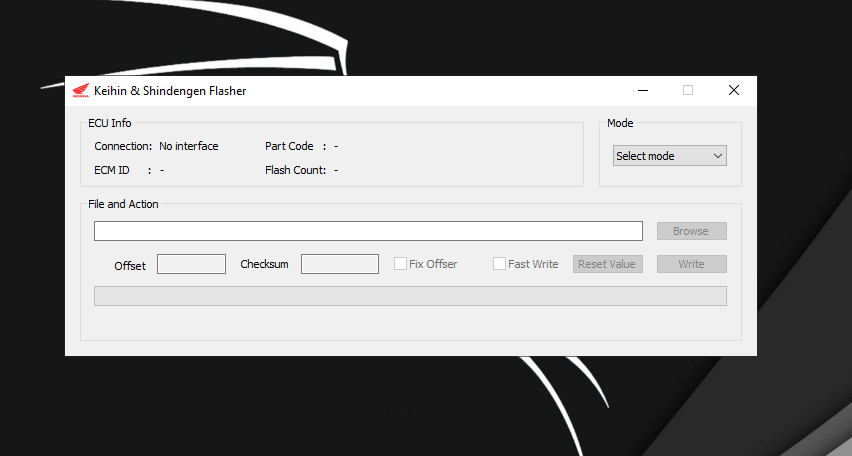 Keihin & Shindengen Flasher
ECU Info
Mode
Connection: No interface
Part Code : -
Select mode
ECM ID : -
Flash Count: -
File and Action
Browse
Offset
Checksum
Fix Offser
Fast Write
Reset Value
Write
HONDA